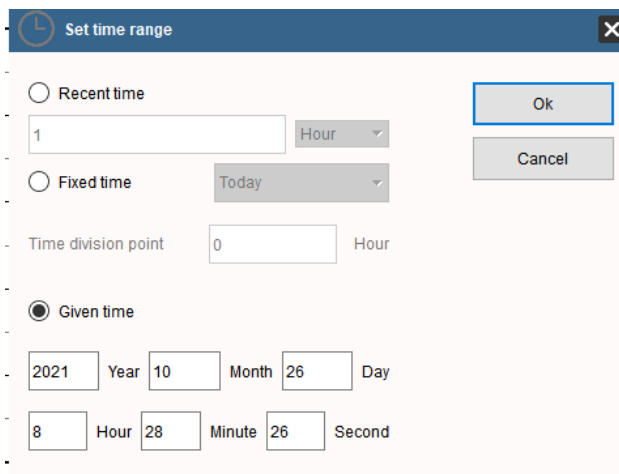 Set time range
Recent time
Ok
1 Hour
Cancel
Fixed time Today
Time division point 0 Hour
Given time
2021 Year 10 Month 26 Day
8 Hour 28 Minute 26 Second